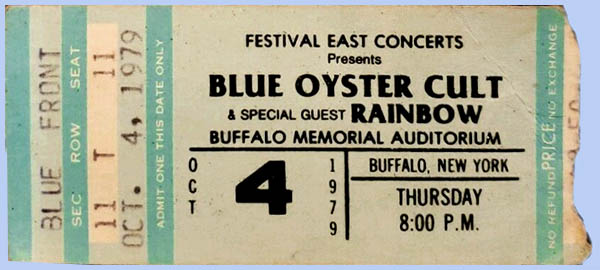 BLUE FRONT
SEC ROW SEAT
11 T 11
OCT. 4,1979
ADMIT ONE THIS DATE ONLY
FESTIVAL EAST CONCERTS
Presents
BLUE OYSTER CULT
& SPECIAL GUEST RAINBOW
BUFFALO MEMORIAL AUDITORIUM
OCT 4 1979
BUFFALO, NEW YORK
THURSDAY
8:00 P.M.
NO REFUND PRICE NO EXCHANGE